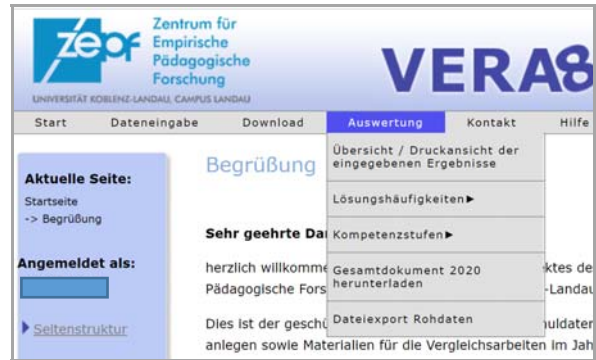 zepf
Zentrum für
Empirische
Pädagogische
Forschung
UNIVERSITÄT KOBLENZ-LANDAU, CAMPUS LANDAU
VERA8
Start Dateneingabe Download Auswertung Kontakt Hilfe
Übersicht / Druckansicht der
eingegebenen Ergebnisse
Lösungshäufigkeiten▶
Kompetenzstufen▶
Gesamtdokument 2020
herunterladen
Dateiexport Rohdaten
Aktuelle Seite:
Startseite
-> Begrüßung
Angemeldet als:
Seitenstruktur
Begrüßung
Sehr geehrte Da
herzlich willkomme ktes de
Pädagogische Fors -Landau
Dies ist der geschü uldaten
anlegen sowie Materialien für die Vergleichsarbeiten im Jah